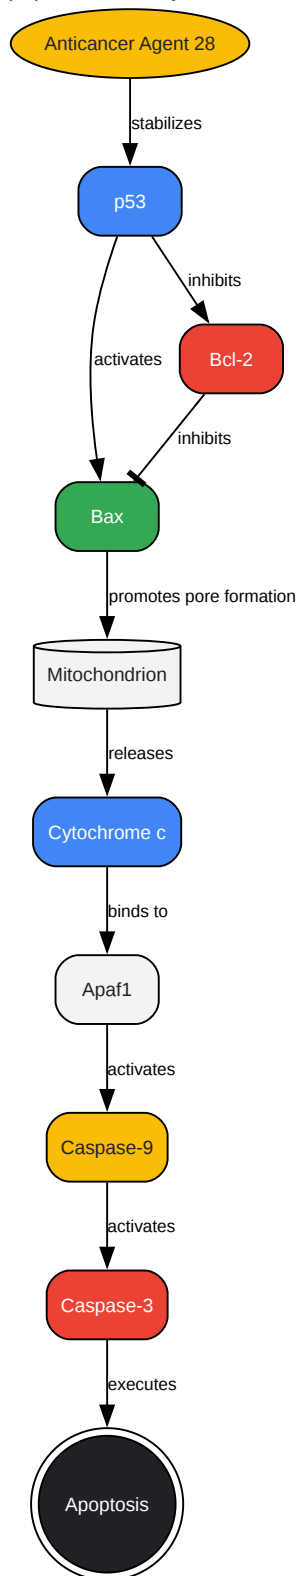 Anticancer Agent 28
stabilizes
p53
inhibits
activates
Bcl-2
inhibits
Bax
promotes pore formation
Mitochondrion
releases
Cytochrome c
binds to
Apaf1
activates
Caspase-9
activates
Caspase-3
executes
Apoptosis